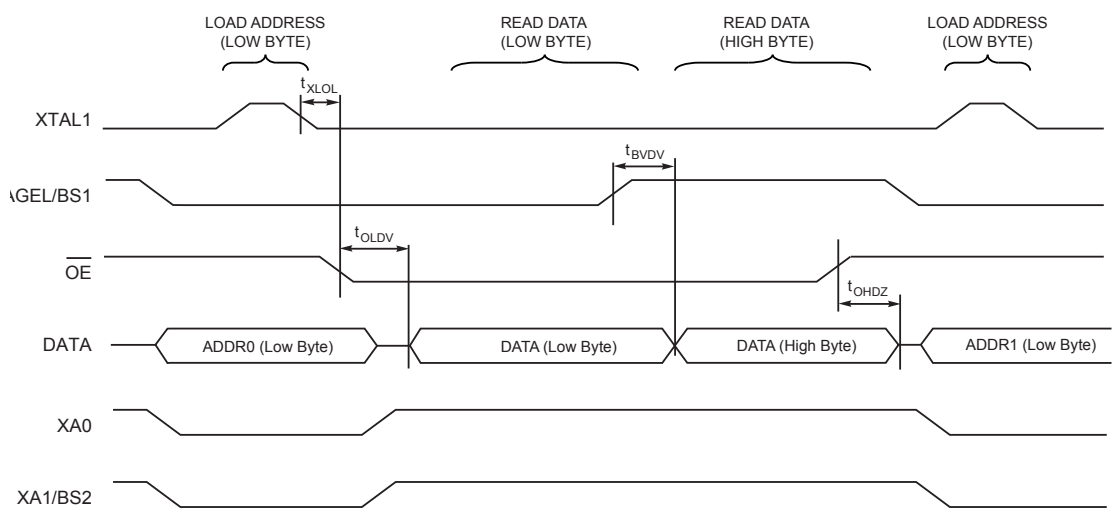 LOAD ADDRESS
(LOW BYTE)
READ DATA
(LOW BYTE)
READ DATA
(HIGH BYTE)
LOAD ADDRESS
(LOW BYTE)
tXLOL
XTAL1
tBVDV
AGEL/BS1
tOLDV
OE
tOHDZ
DATA
ADDR0 (Low Byte)
DATA (Low Byte)
DATA (High Byte)
ADDR1 (Low Byte)
XA0
XA1/BS2